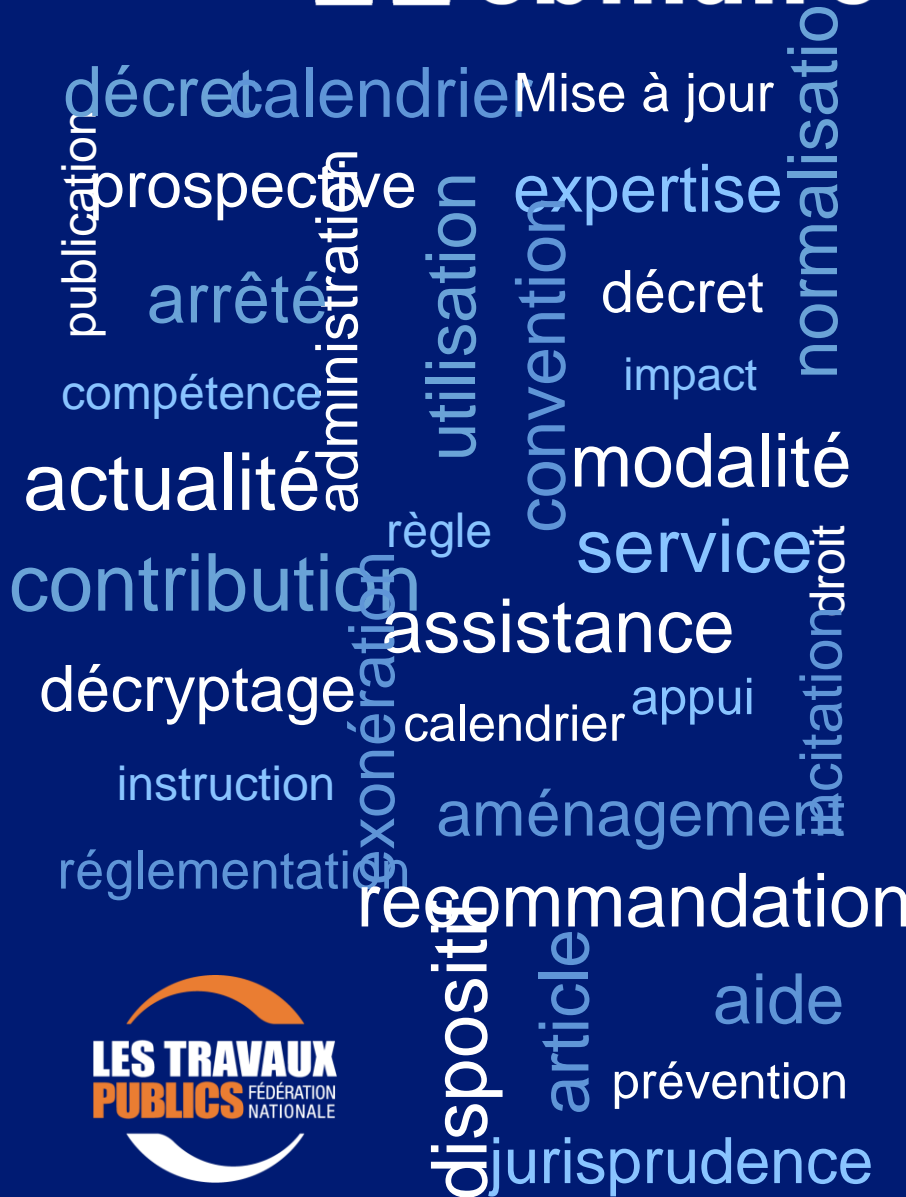 décret
calendrier
Mise à jour
publication
prospective
administration
utilisation
expertise
convention
arrêté
décret
compétence
impact
actualité
modalité
règle
service
droit
contribution
exonération
assistance
incitation
décryptage
calendrier
appui
instruction
aménagement
réglementation
recommandation
dispositif
article
aide
LES TRAVAUX
PUBLICS FÉDÉRATION
NATIONALE
prévention
jurisprudence